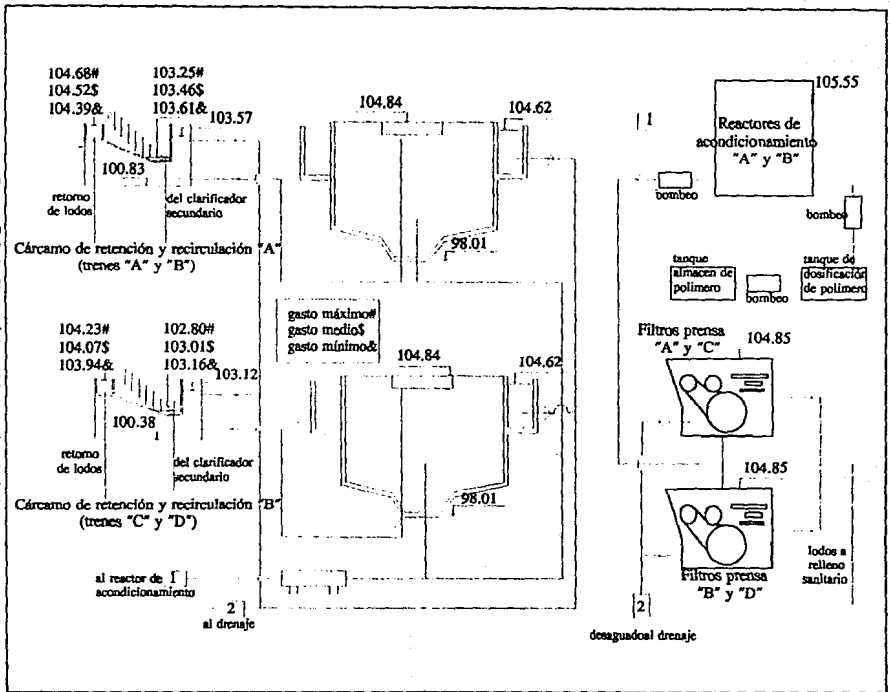 104.68#
104.52$
104.39&
103.25#
103.46$
103.61&
103.57
100.83
retorno
de lodos
del clarificador
secundario
Cárcamo de retención y recirculación "A"
(trenes "A" y "B")
104.84
104.62
98.01
1
105.55
Reactores de
acondicionamiento
"A" y "B"
bombeo
bombeo
tanque
almacen de
polimero
bombeo
tanque de
dosificación
de polimero
gasto máximo#
gasto medio$
gasto mínimo&
104.23#
104.07$
103.94&
102.80#
103.01$
103.16&
103.12
100.38
retorno
de lodos
del clarificador
secundario
Cárcamo de retención y recirculación "B"
(trenes "C" y "D")
104.84
104.62
98.01
Filtros prensa
"A" y "C"
104.85
104.85
Filtros prensa
"B" y "D"
lodos a
relleno
sanitario
al reactor de 1
acondicionamiento
2
al drenaje
2
desaguadoal drenaje